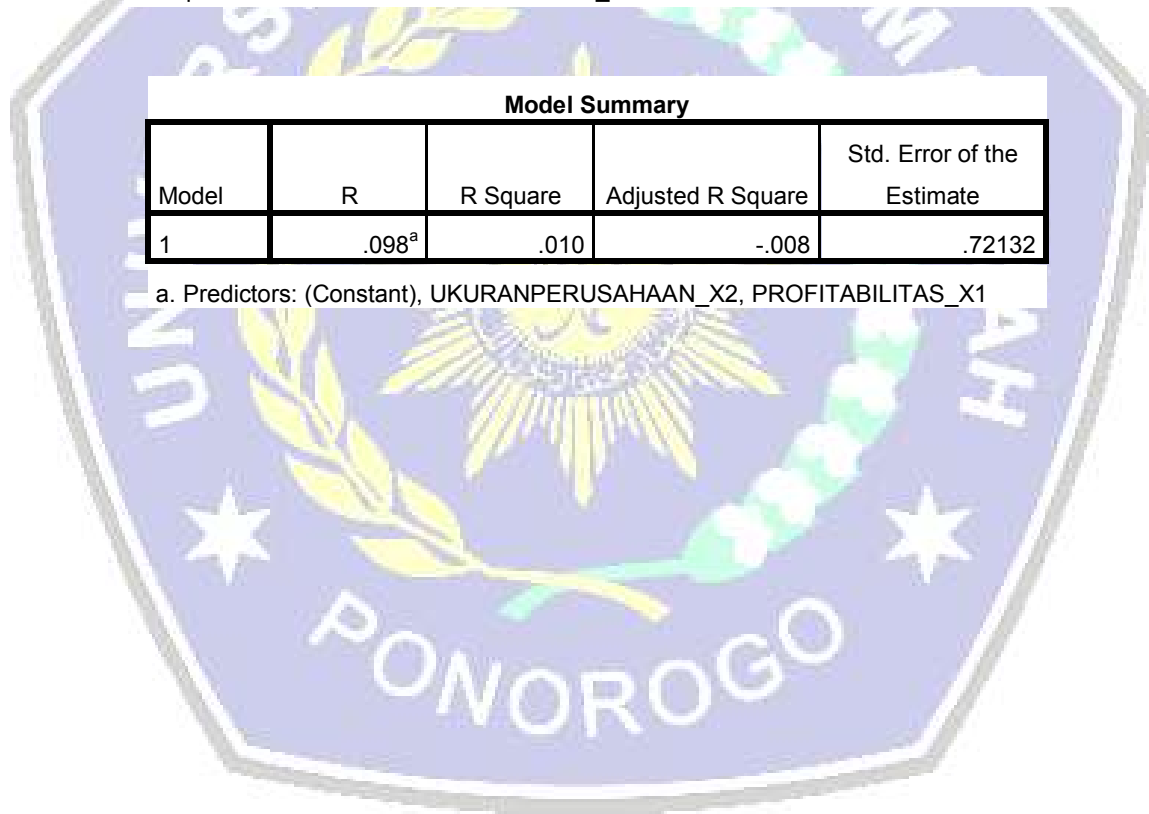 Model Summary
Model R R Square Adjusted R Square Std. Error of the Estimate
1 .098a .010 -.008 .72132
a. Predictors: (Constant), UKURANPERUSAHAAN_X2, PROFITABILITAS_X1
PONOROGO